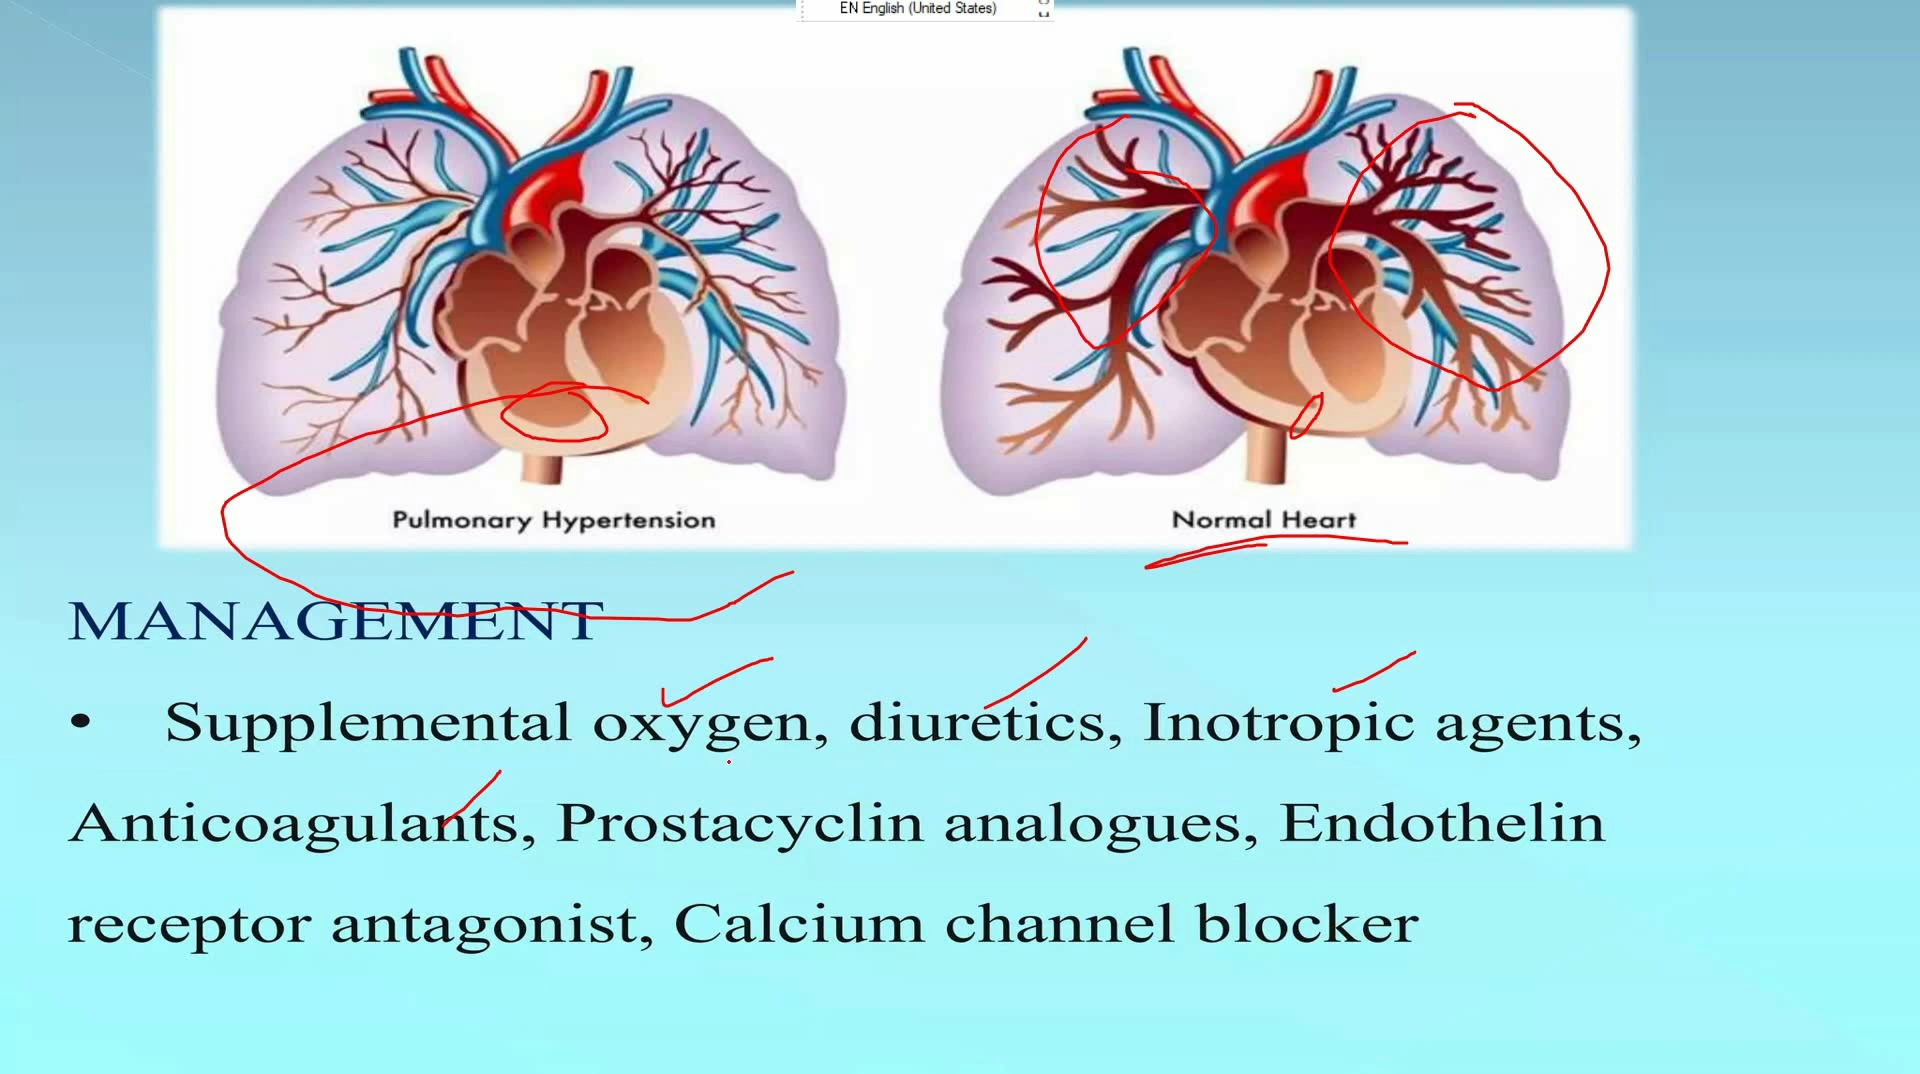 EN English (United States)
Pulmonary Hypertension
Normal Heart
MANAGEMENT
• Supplemental oxygen, diuretics, Inotropic agents,
Anticoagulants, Prostacyclin analogues, Endothelin
receptor antagonist, Calcium channel blocker